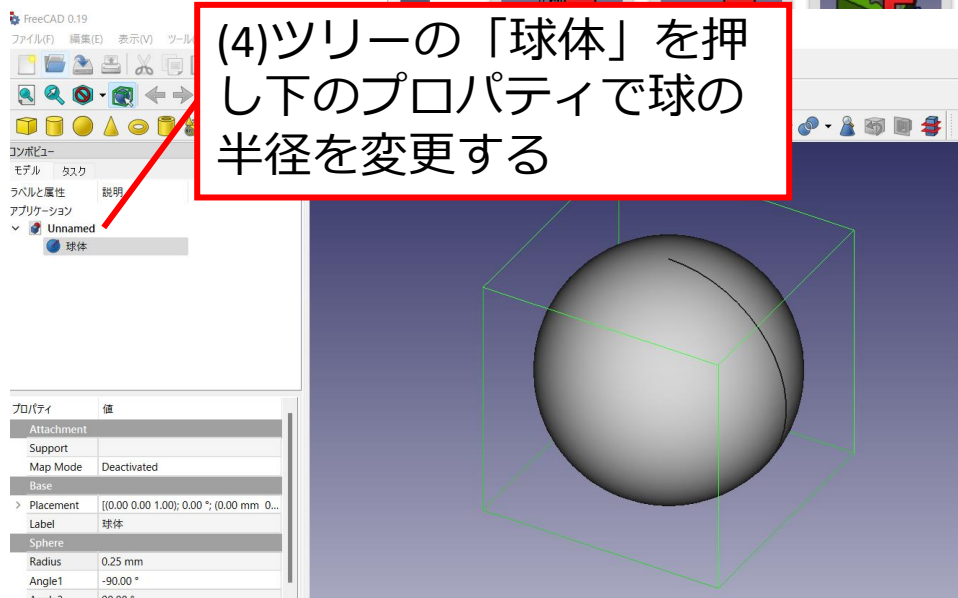 FreeCAD 0.19
ファイル(F) 編集(E) 表示(V) ツール
(4)ツリーの「球体」を押
し下のプロパティで球の
半径を変更する
コンボビュー
モデル タスク
ラベルと属性 説明
アプリケーション
Unnamed
球体
プロパティ 値
Attachment
Support
Map Mode Deactivated
Base
Placement [(0.00 0.00 1.00); 0.00 °; (0.00 mm 0...
Label 球体
Sphere
Radius 0.25 mm
Angle1 -90.00 °